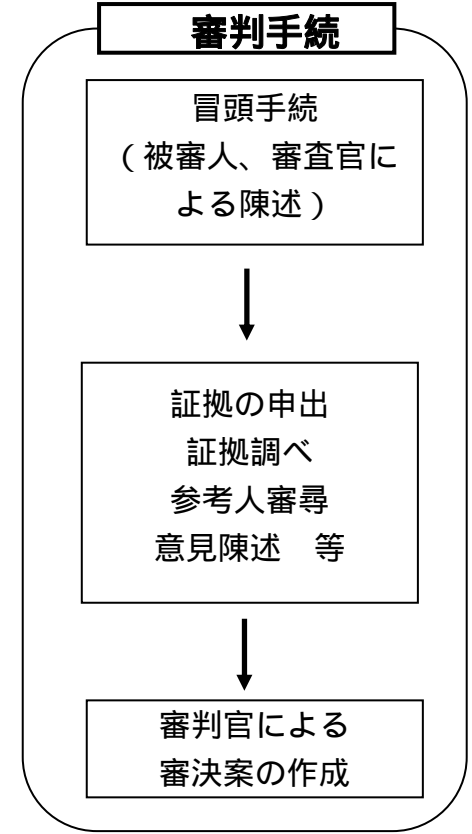 審判手続
冒頭手続
(被審人、審査官に
よる陳述)
証拠の申出
証拠調べ
参考人審尋
意見陳述　等
審判官による
審決案の作成